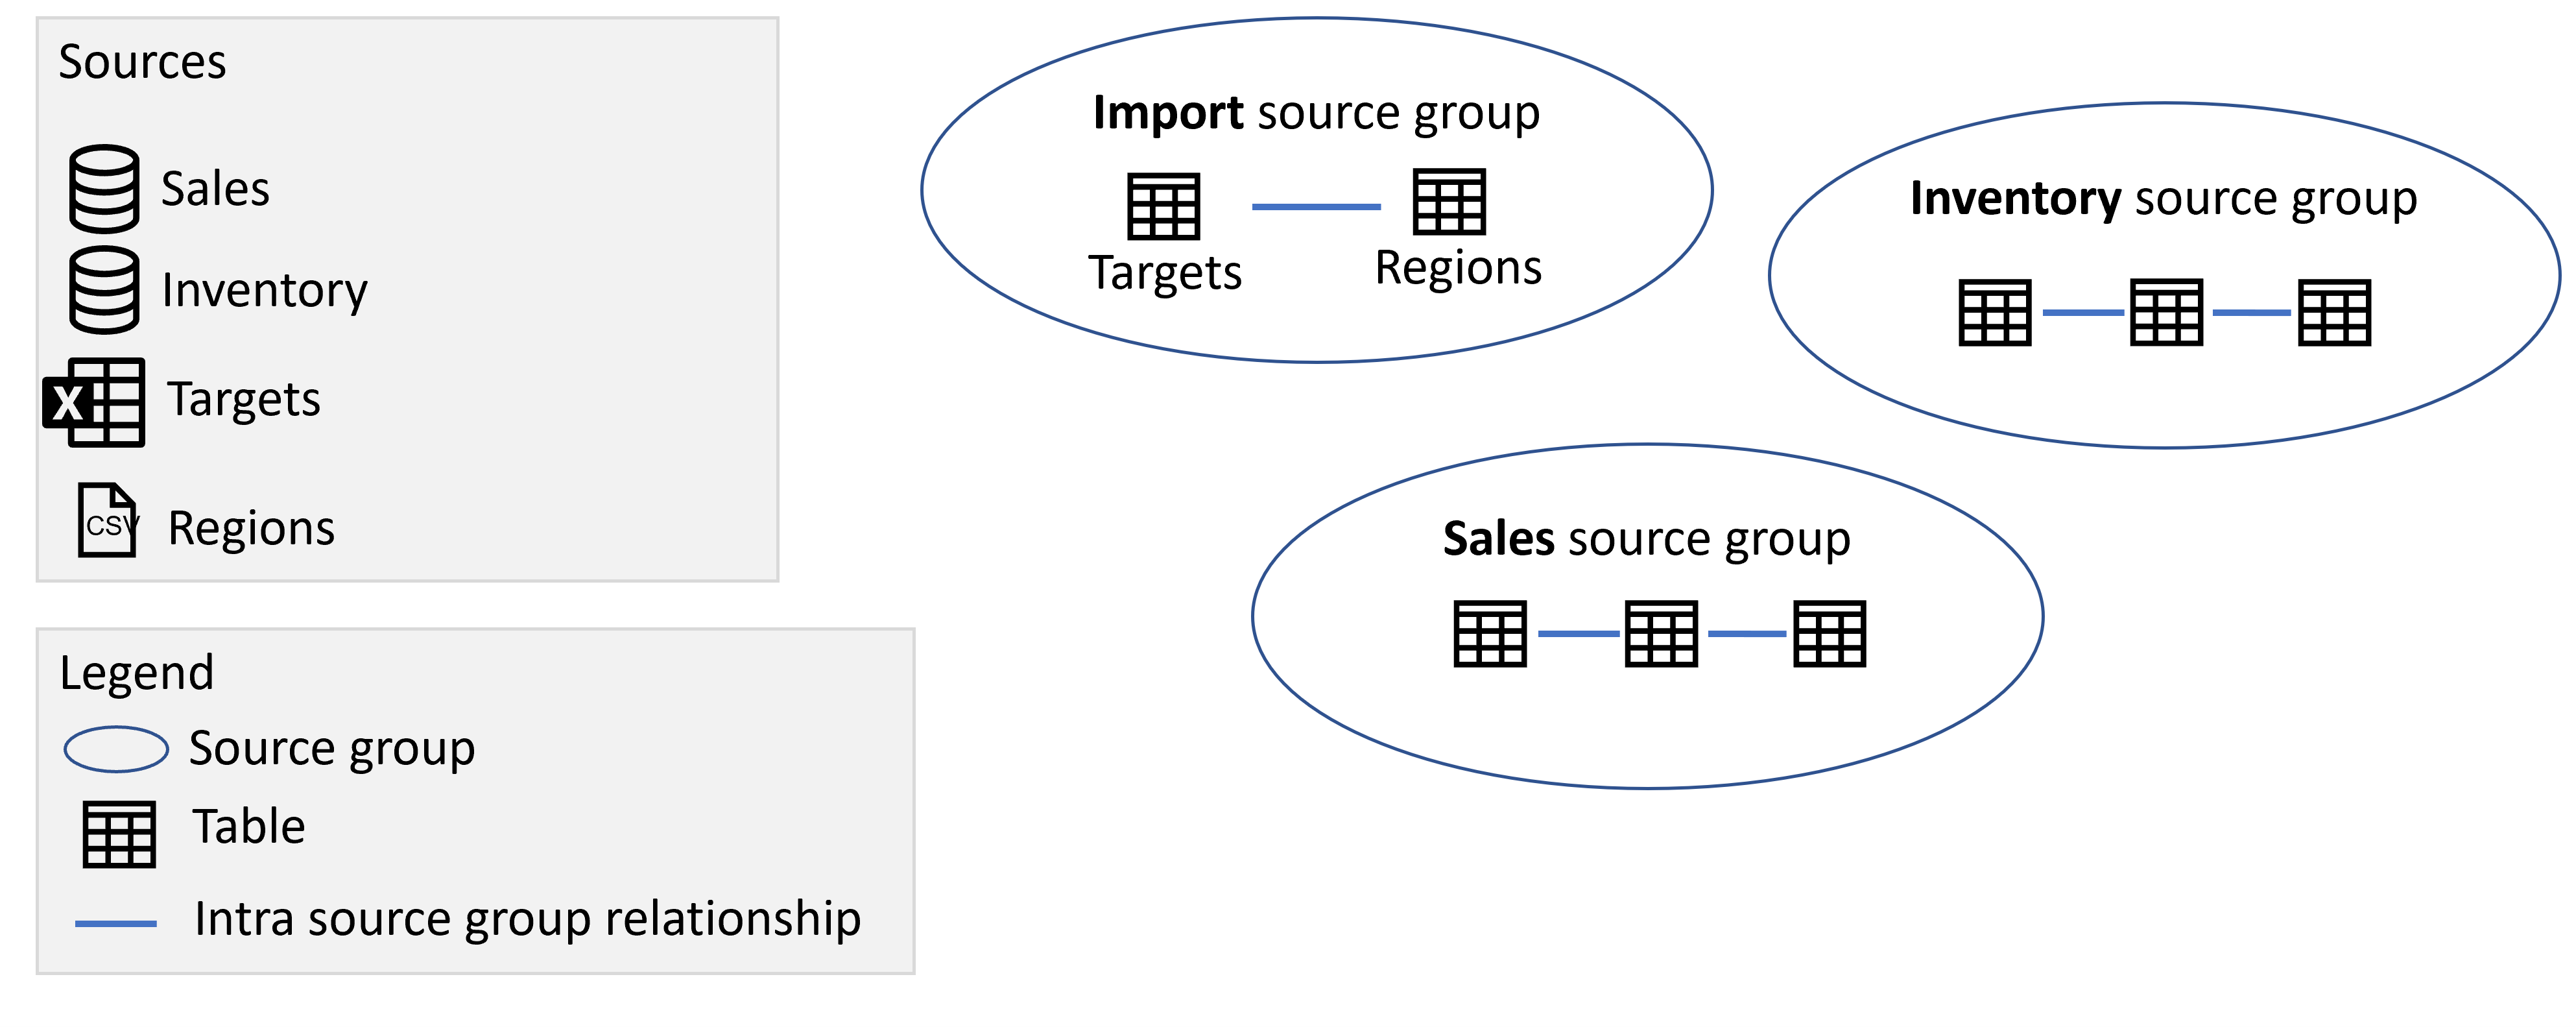 Sources
Sales
Inventory
X Targets
CSV Regions
Legend
Source group
Table
Intra source group relationship
Import source group
Targets Regions
Inventory source group
Sales source group